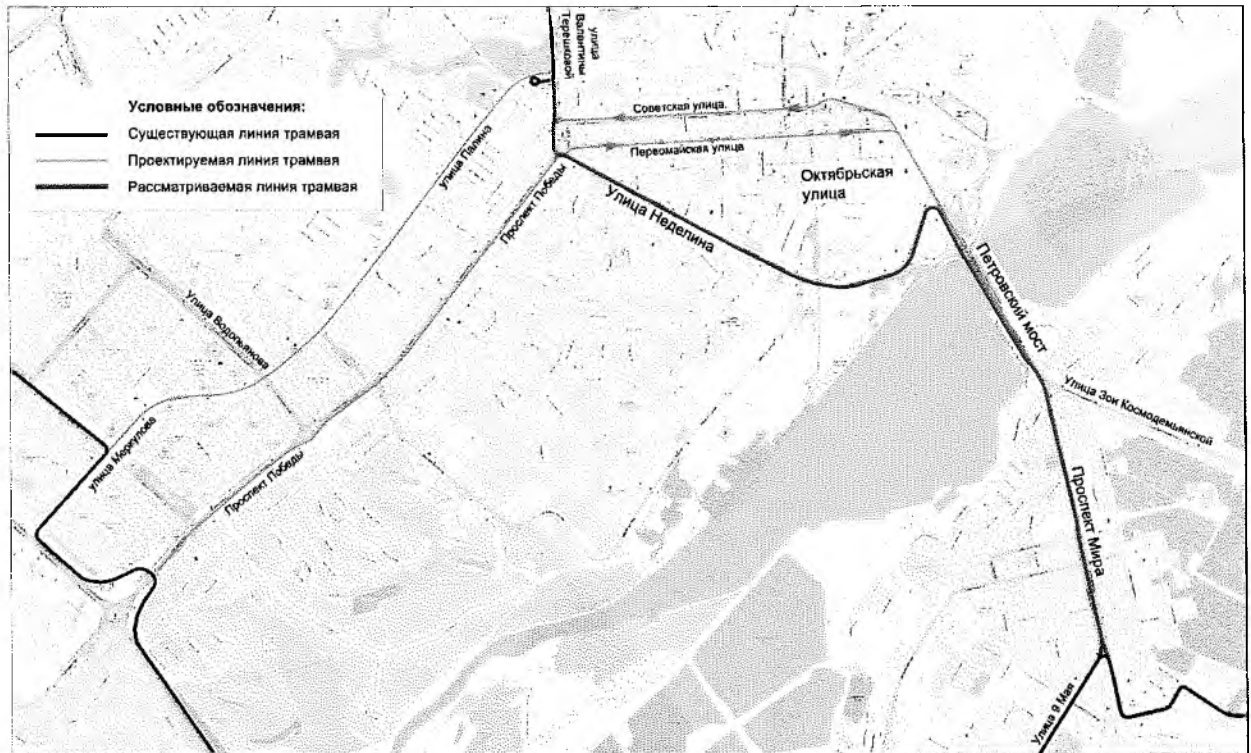 улица
Валентины
Терешковой
Условные обозначения:
Существующая линия трамвая
Проектируемая линия трамвая
Рассматриваемая линия трамвая
Советская улица
Первомайская улица
улица Папина
Проспект Победы
Улица Неделина
Октябрьская
улица
Петровский мост
Улица Водопьянова
Улица Зои Космодемьянской
улица Меркулова
Проспект Победы
Проспект Мира
Улица 9 Мая